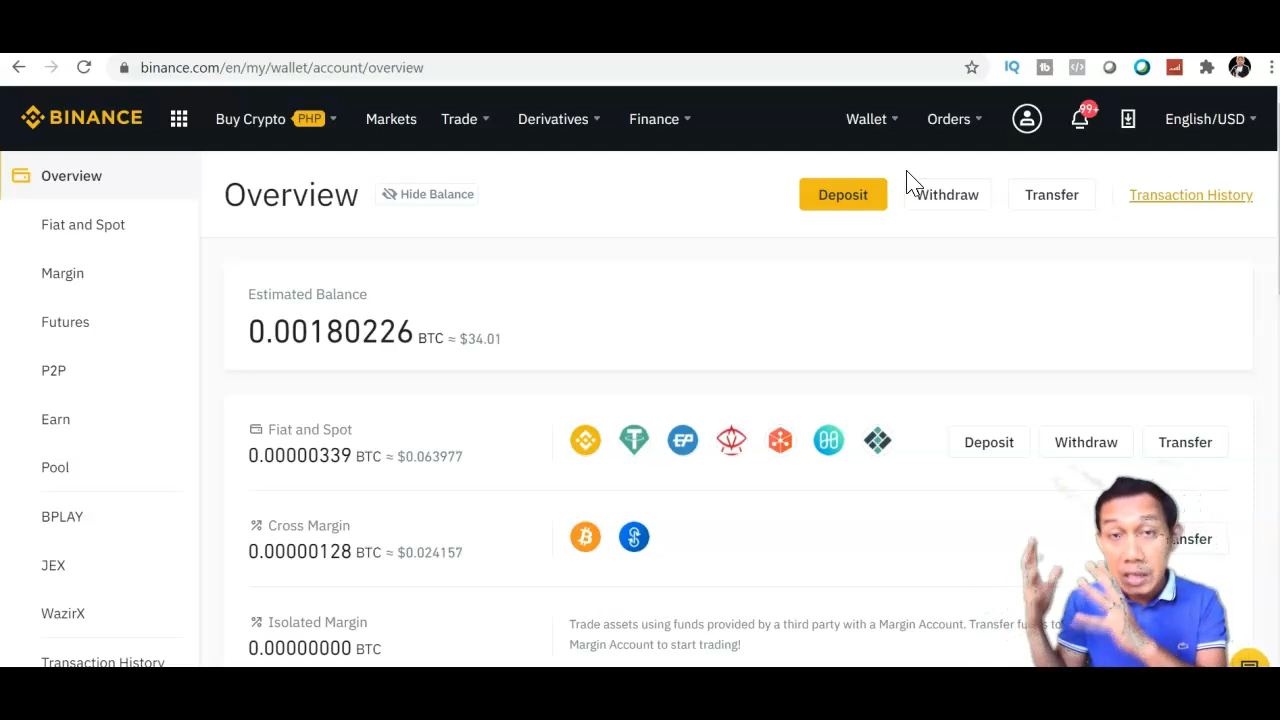 binance.com/en/my/wallet/account/overview
BINANCE Buy Crypto PHP Markets Trade Derivatives Finance Wallet Orders 99+ English/USD
Overview
Fiat and Spot
Margin
Futures
P2P
Earn
Pool
BPLAY
JEX
WazirX
Transaction History
Overview Hide Balance Deposit Withdraw Transfer Transaction History
Estimated Balance
0.00180226 BTC ≈ $34.01
Fiat and Spot
0.00000339 BTC ≈ $0.063977
Deposit Withdraw Transfer
Cross Margin
0.00000128 BTC ≈ $0.024157
Isolated Margin
0.00000000 BTC
Trade assets using funds provided by a third party with a Margin Account. Transfer to
Margin Account to start trading!